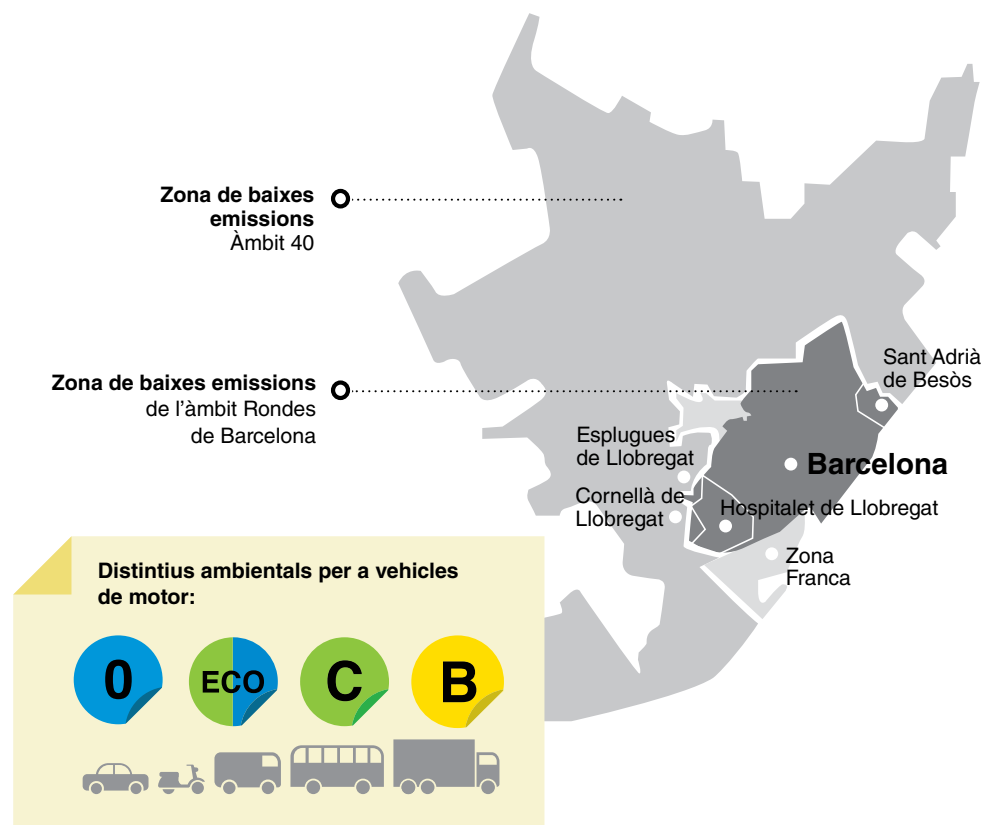 Zona de baixes
emissions
Àmbit 40
Zona de baixes emissions
de l’àmbit Rondes
de Barcelona
Sant Adrià
de Besòs
Esplugues
de Llobregat
Barcelona
Cornellà de
Llobregat
Hospitalet de Llobregat
Zona
Franca
Distintius ambientals per a vehicles
de motor:
0 ECO C B